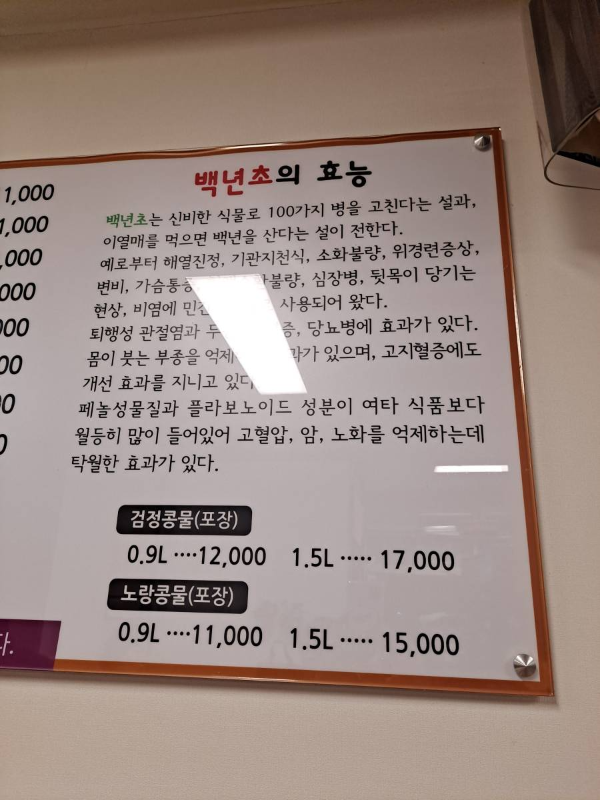 1,000
1,000
,000
000
000
00
0
0
백년초의 효능
백년초는 신비한 식물로 100가지 병을 고친다는 설과,
이열매를 먹으면 백년을 산다는 설이 전한다.
예로부터 해열진정, 기관지천식, 소화불량, 위경련증상,
변비, 가슴통증 불량, 심장병, 뒷목이 당기는
현상, 비염에 사용되어 왔다.
퇴행성 관절염과 당뇨병에 효과가 있다.
몸이 붓는 부종을 있으며, 고지혈증에도
개선 효과를 지니고 있다
페놀성물질과 플라보노이드 성분이 여타 식품보다
월등히 많이 들어있어 고혈압, 암, 노화를 억제하는데
탁월한 효과가 있다.
검정콩물(포장)
0.9L ····12,000 1.5L ····· 17,000
노랑콩물(포장)
0.9L ····11,000 1.5L ····· 15,000
다.